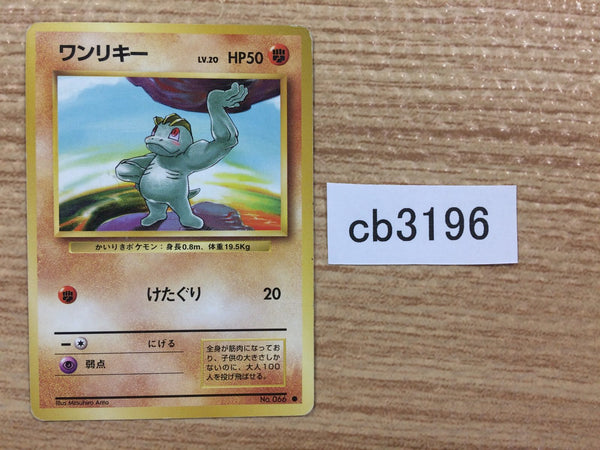 ワンリキー LV.20 HP50
かいりきポケモン：身長0.8m、体重19.5Kg
けたぐり 20
にげる
弱点
全身が筋肉になってお
り、子供の大きさしか
ないのに、大人100
人を投げ飛ばせる。
Illus. Mitsuhiro Arita
No. 066
cb3196